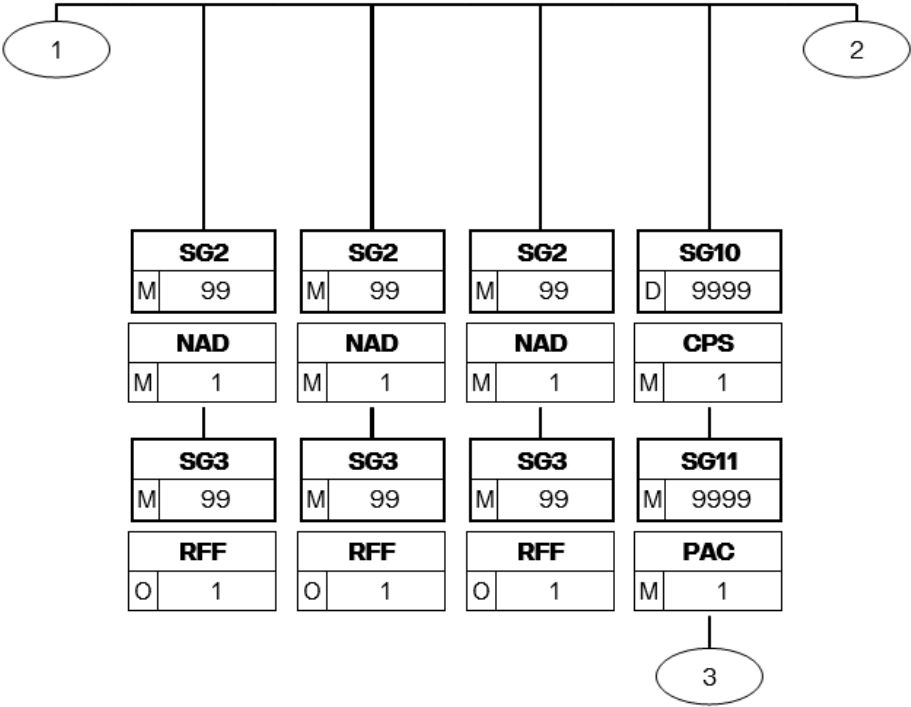 1 2
SG2 SG2 SG2 SG10
M 99 M 99 M 99 D 9999
NAD NAD NAD CPS
M 1 M 1 M 1 M 1
SG3 SG3 SG3 SG11
M 99 M 99 M 99 M 9999
RFF RFF RFF PAC
O 1 O 1 O 1 M 1
3